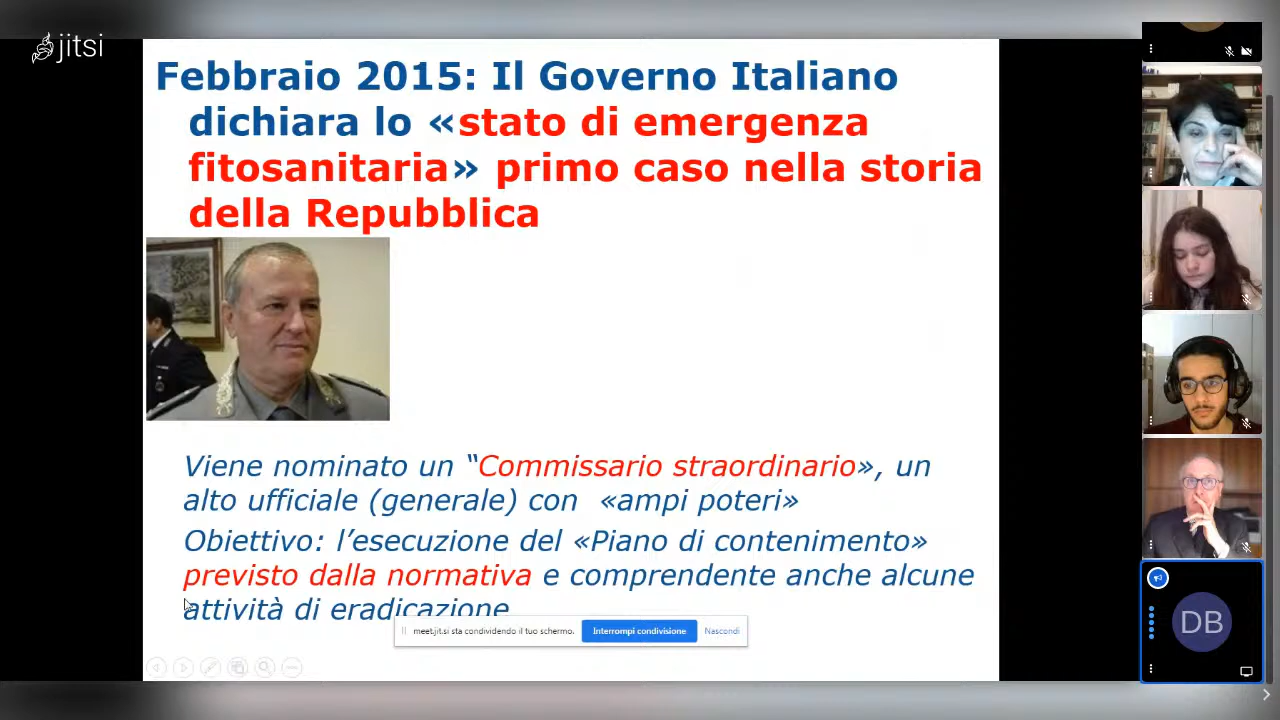 jitsi
Febbraio 2015: Il Governo Italiano
dichiara lo «stato di emergenza
fitosanitaria» primo caso nella storia
della Repubblica
Viene nominato un “Commissario straordinario», un
alto ufficiale (generale) con «ampi poteri»
Obiettivo: l’esecuzione del «Piano di contenimento»
previsto dalla normativa e comprendente anche alcune
attività di eradicazione
meet.jit.si sta condividendo il tuo schermo.
Interrompi condivisione
Nascondi
DB